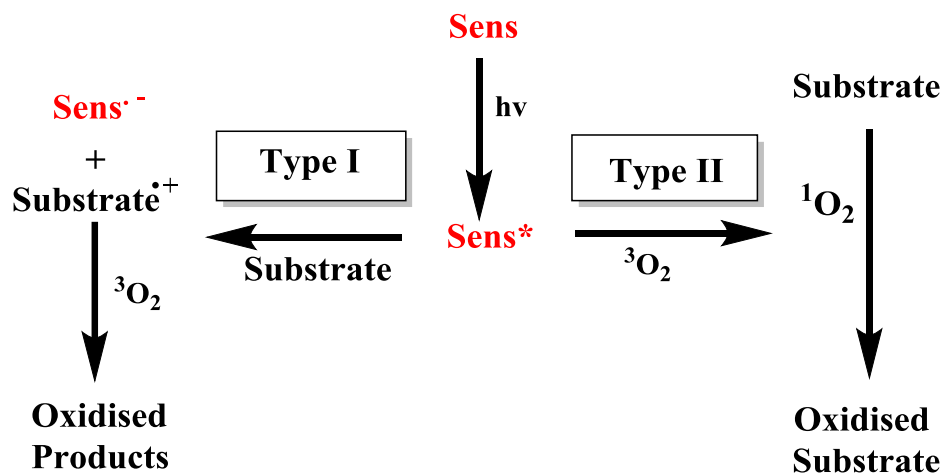 Sens
hν
Sens·⁻
+
Substrate•⁺
Type I
Type II
Substrate
¹O₂
Sens*
Substrate
³O₂
³O₂
Oxidised
Products
Oxidised
Substrate